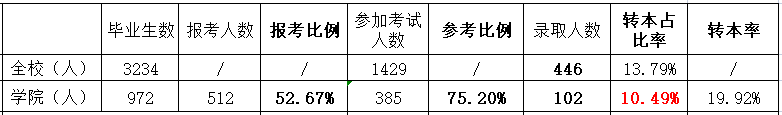 毕业生数 报考人数 报考比例 参加考试人数 参考比例 录取人数 转本占比率 转本率
全校（人） 3234 / / 1429 / 446 13.79% /
学院（人） 972 512 52.67% 385 75.20% 102 10.49% 19.92%